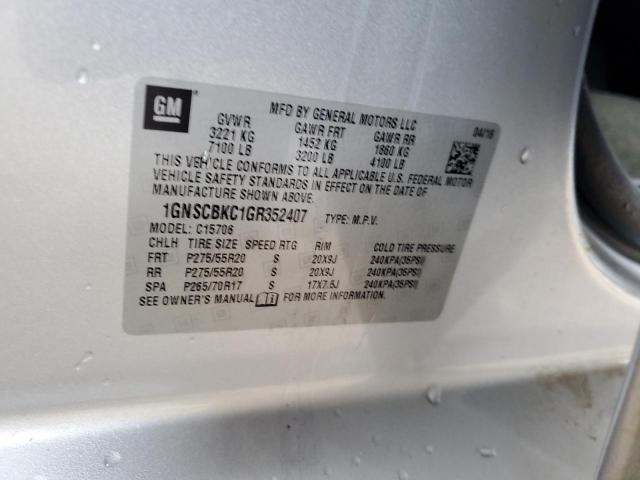 GM
MFD BY GENERAL MOTORS LLC
04/16
GVWR GAWR FRT GAWR RR
3221 KG 1452 KG 1860 KG
7100 LB 3200 LB 4100 LB
THIS VEHICLE CONFORMS TO ALL APPLICABLE U.S. FEDERAL MOTOR
VEHICLE SAFETY STANDARDS IN EFFECT ON THE DATE OF
MANUFACTURE SHOWN ABOVE.
1GNSCBKC1GR352407 TYPE: M.P.V.
MODEL: C15706
CHLH TIRE SIZE SPEED RTG RIM COLD TIRE PRESSURE
FRT P275/55R20 S 20X9J 240KPA(35PSI)
RR P275/55R20 S 20X9J 240KPA(35PSI)
SPA P265/70R17 S 17X7.5J 240KPA(35PSI)
SEE OWNER'S MANUAL FOR MORE INFORMATION.